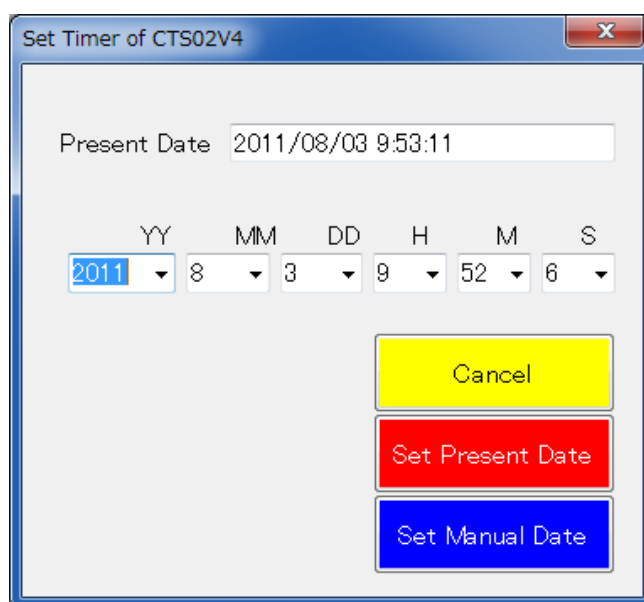 Set Timer of CTS02V4
x
Present Date 2011/08/03 9:53:11
YY MM DD H M S
2011 8 3 9 52 6
Cancel
Set Present Date
Set Manual Date